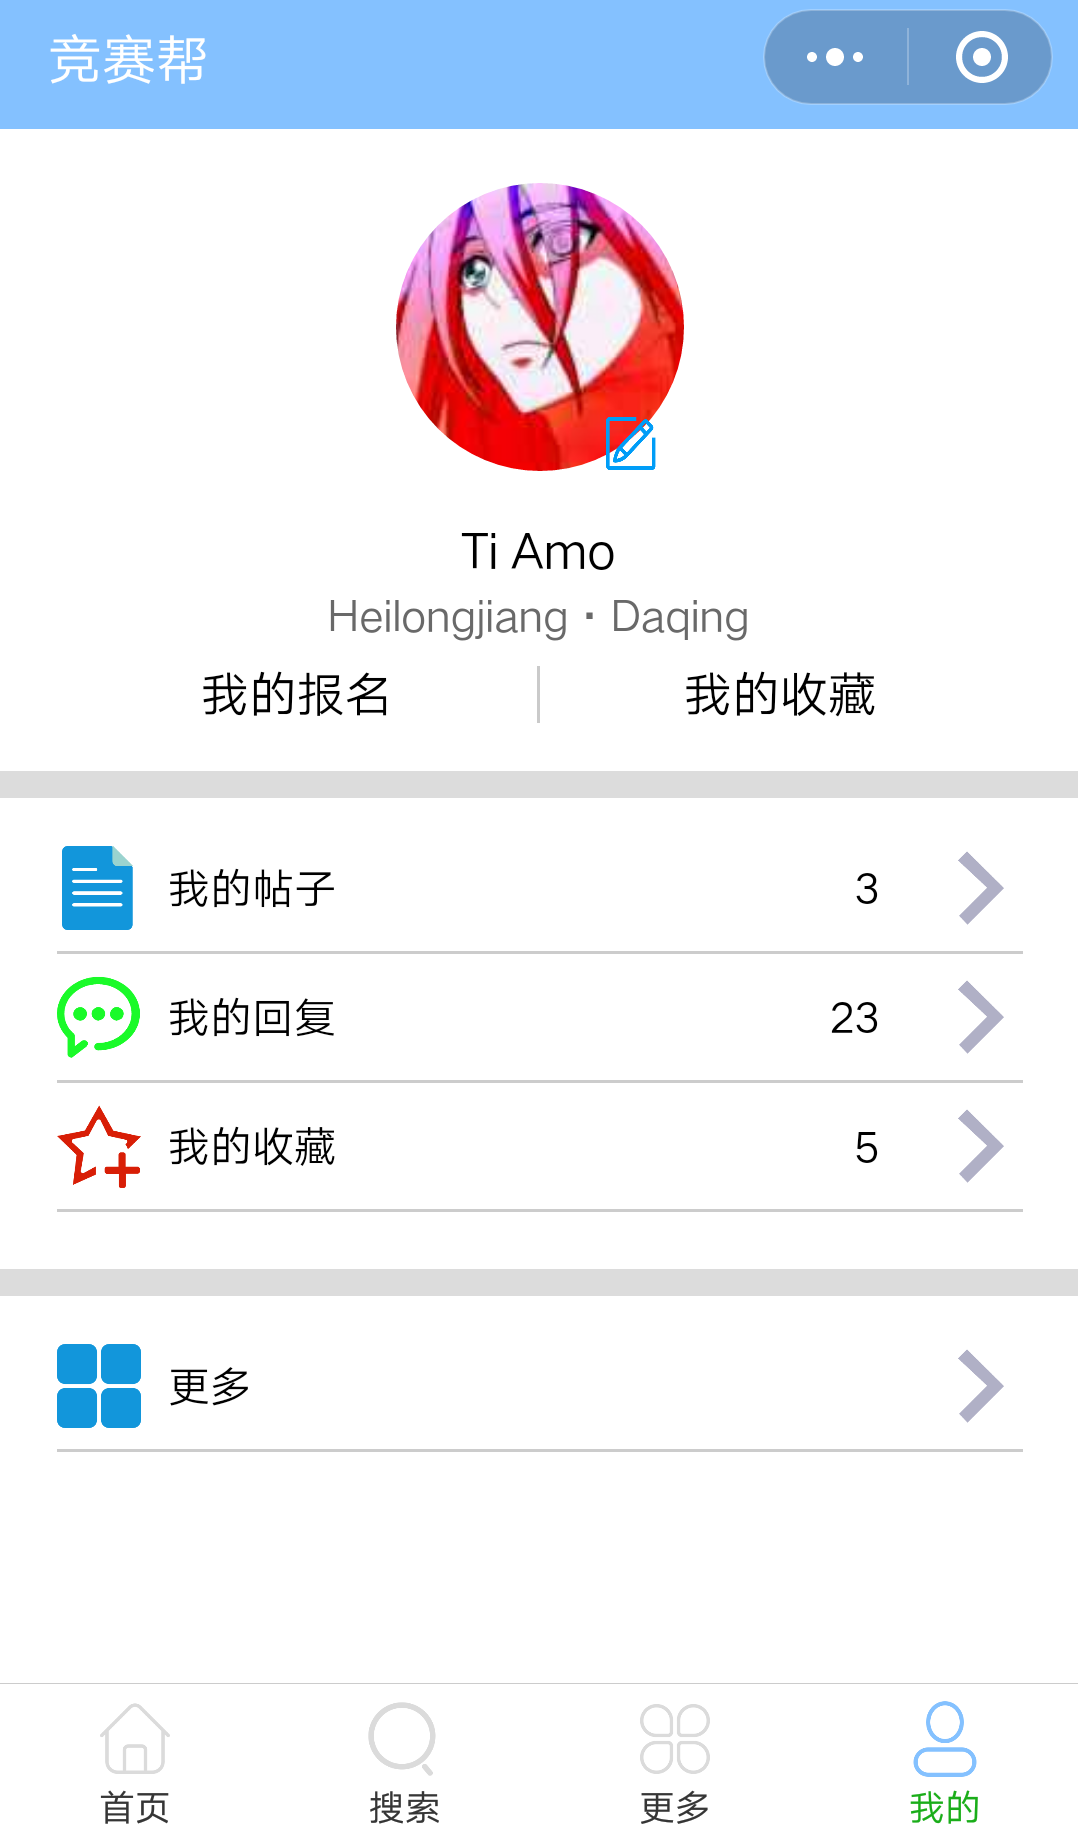 竞赛帮
Ti Amo
Heilongjiang · Daqing
我的报名 我的收藏
我的帖子 3
我的回复 23
我的收藏 5
更多
首页 搜索 更多 我的